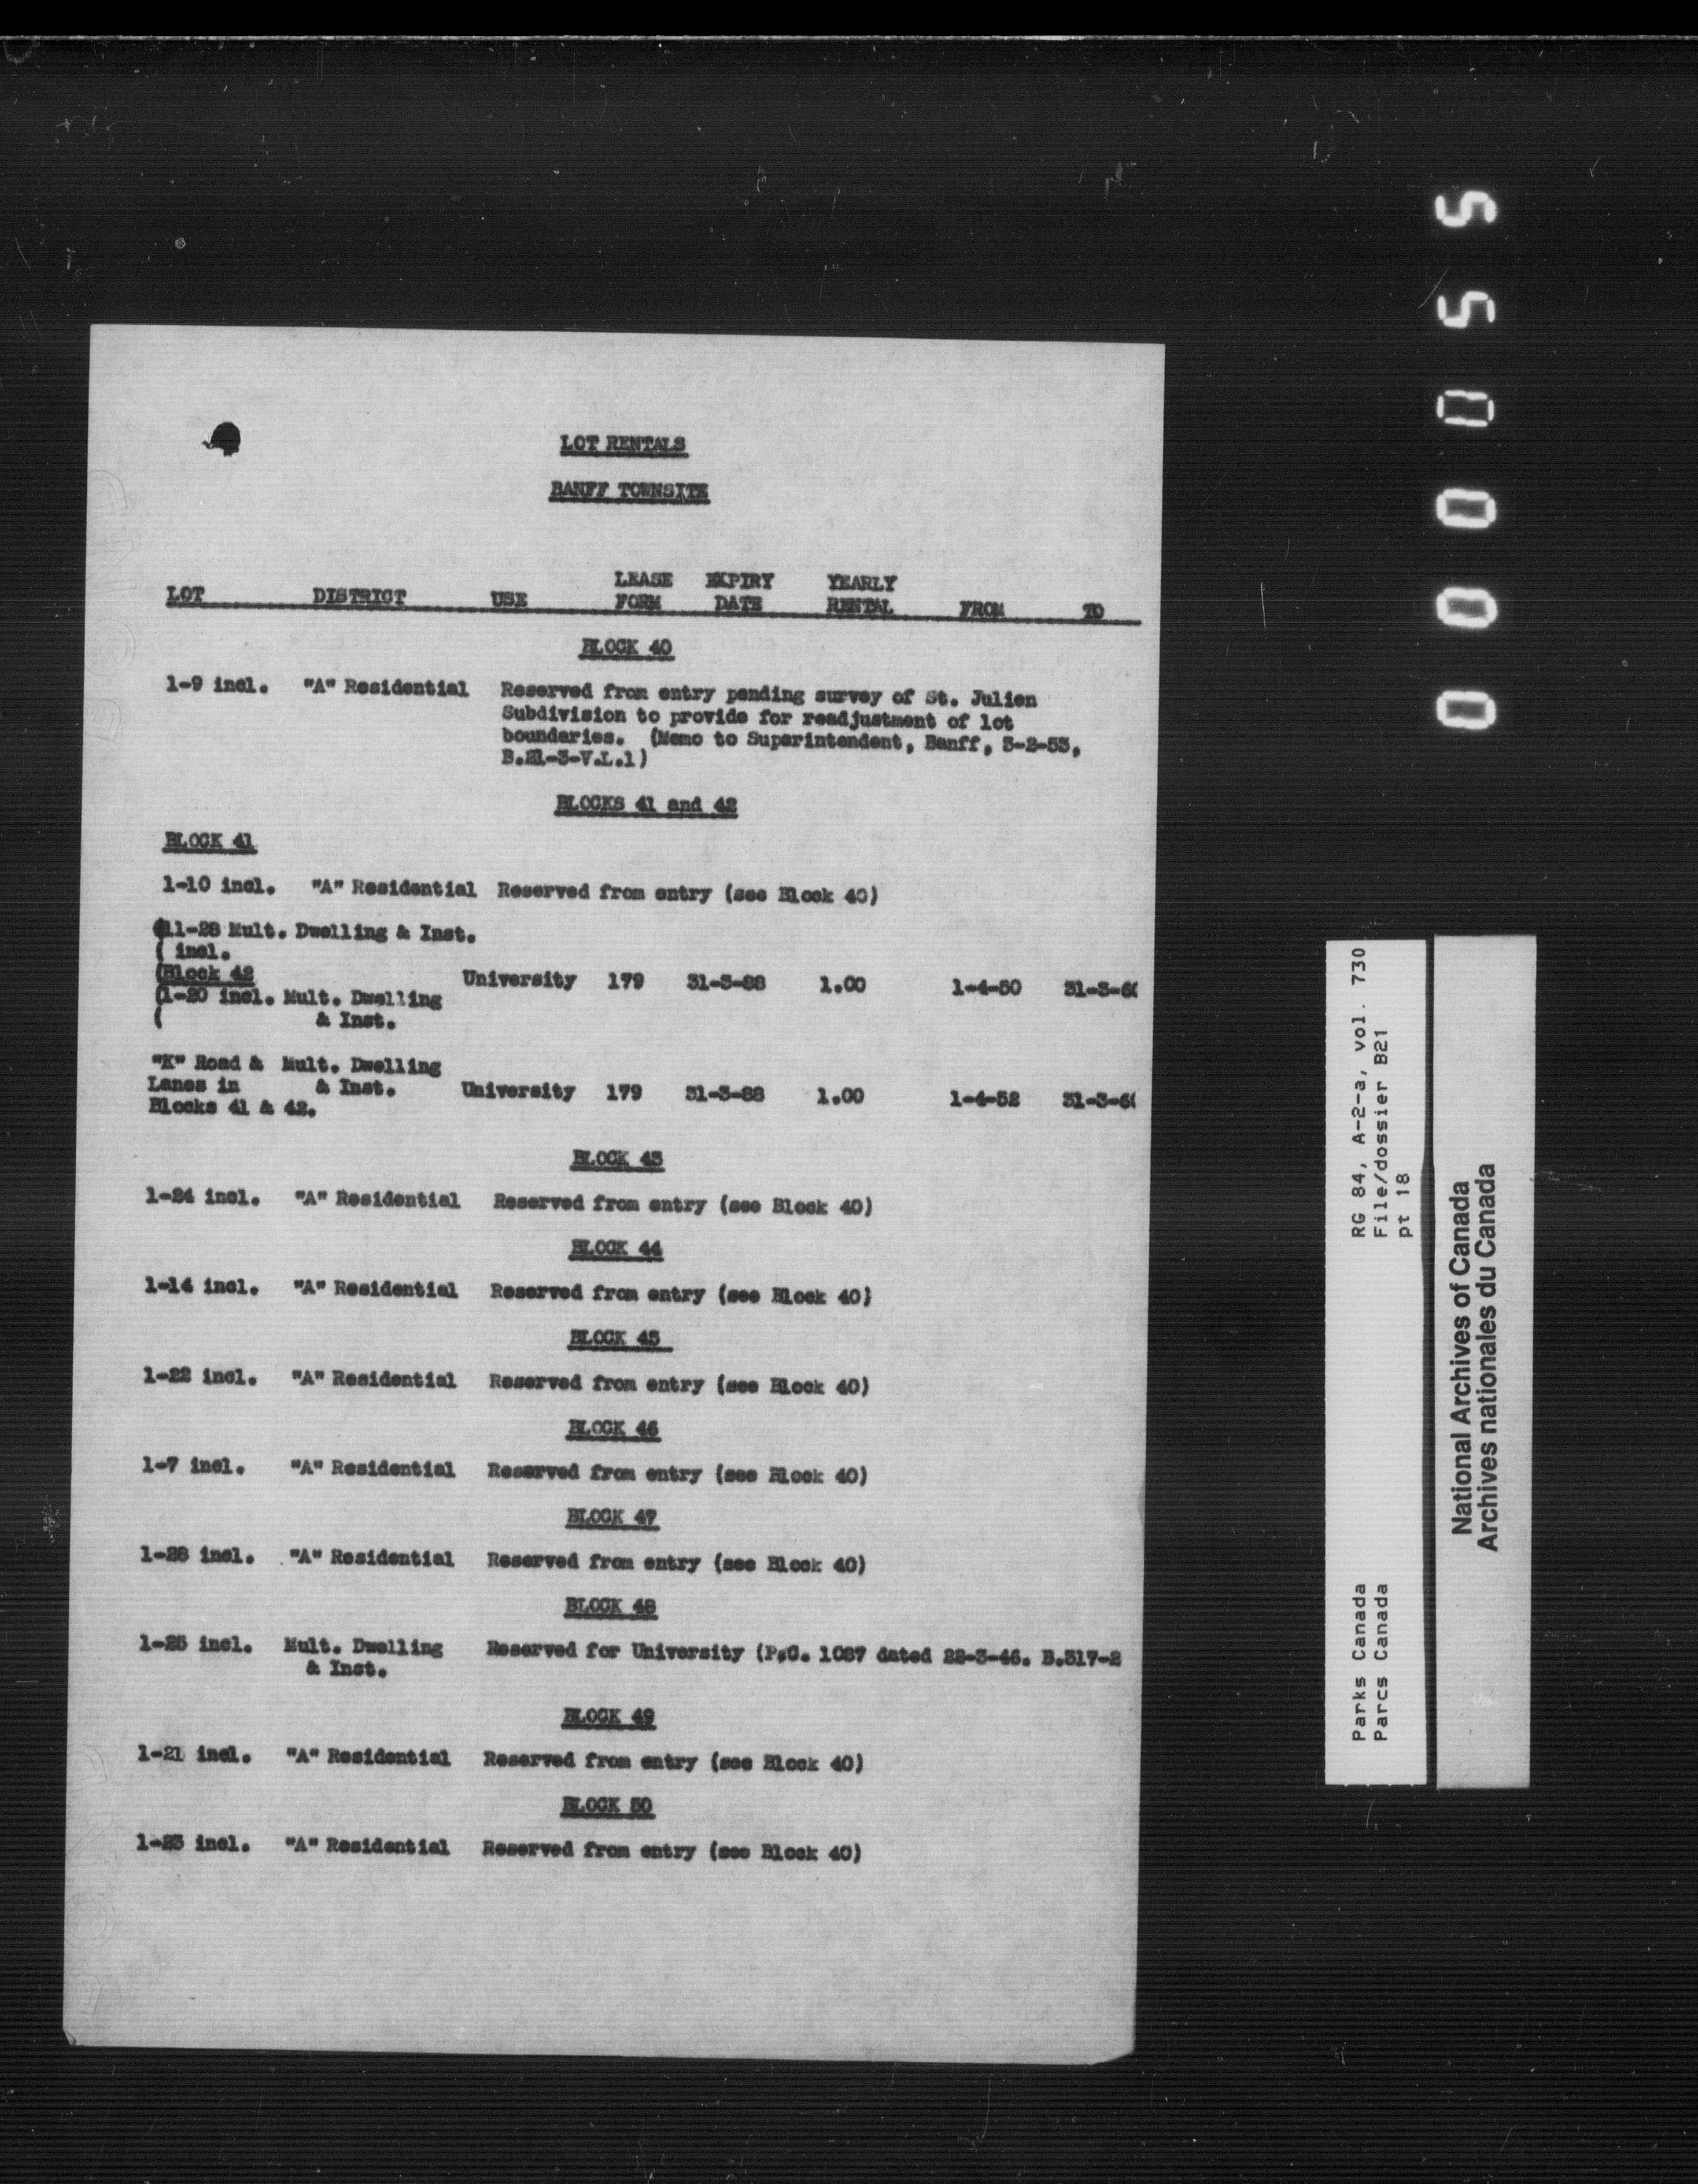 LOT RENTALS
BANFF TOWNSITE
LOT DISTRICT USE LEASE FORM EXPIRY DATE YEARLY RENTAL FROM TO
BLOCK 40
1-9 incl. "A" Residential Reserved from entry pending survey of St. Julien
Subdivision to provide for readjustment of lot
boundaries. (Memo to Superintendent, Banff, 3-2-53,
B.21-3-V.L.1)
BLOCKS 41 and 42
BLOCK 41
1-10 incl. "A" Residential Reserved from entry (see Block 40)
(11-28 Mult. Dwelling & Inst.
( incl.
(Block 42
University 179 31-3-88 1.00 1-4-50 31-3-6
(1-20 incl. Mult. Dwelling
( & Inst.
"K" Road & Mult. Dwelling
Lanes in & Inst. University 179 31-3-88 1.00 1-4-52 31-3-6
Blocks 41 & 42.
BLOCK 43
1-24 incl. "A" Residential Reserved from entry (see Block 40)
BLOCK 44
1-14 incl. "A" Residential Reserved from entry (see Block 40)
BLOCK 45
1-22 incl. "A" Residential Reserved from entry (see Block 40)
BLOCK 46
1-7 incl. "A" Residential Reserved from entry (see Block 40)
BLOCK 47
1-28 incl. "A" Residential Reserved from entry (see Block 40)
BLOCK 48
1-25 incl. Mult. Dwelling Reserved for University (P.C. 1087 dated 22-3-46. B.317-2
& Inst.
BLOCK 49
1-21 incl. "A" Residential Reserved from entry (see Block 40)
BLOCK 50
1-23 incl. "A" Residential Reserved from entry (see Block 40)
000055
RG 84, A-2-a, vol. 730
File/dossier B21
pt 18
Parks Canada
Parcs Canada
National Archives of Canada
Archives nationales du Canada